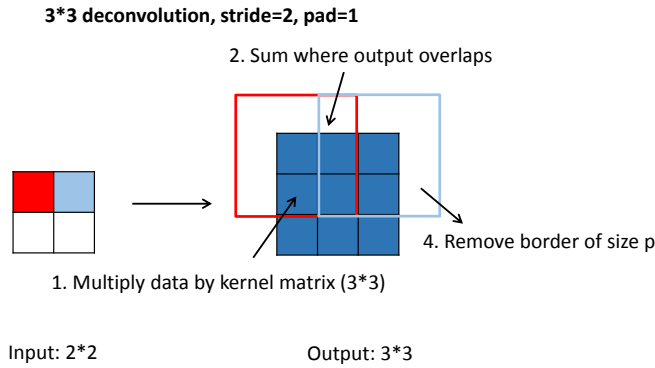 3*3 deconvolution, stride=2, pad=1
2. Sum where output overlaps
4. Remove border of size p
1. Multiply data by kernel matrix (3*3)
Input: 2*2
Output: 3*3